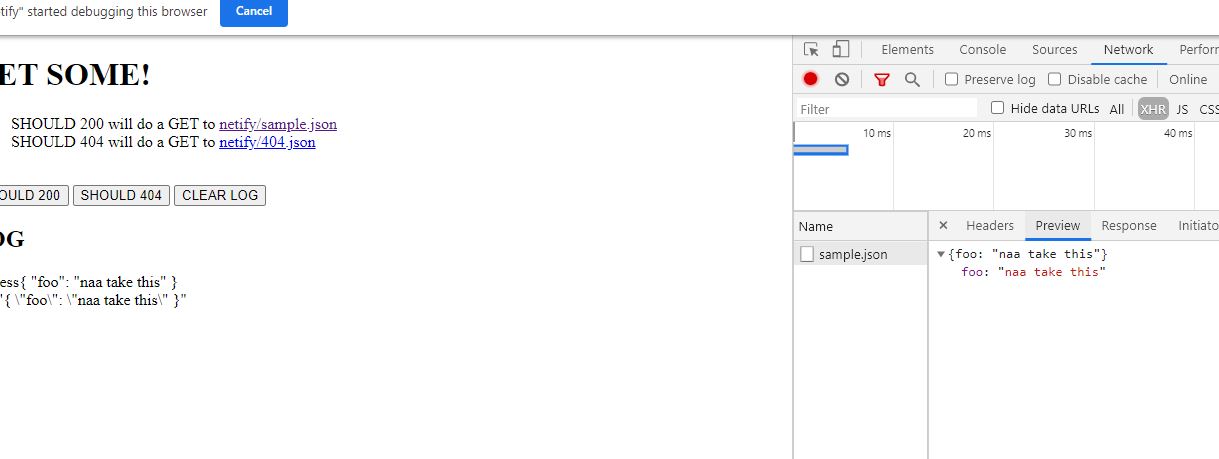 otify" started debugging this browser
Cancel
ET SOME!
SHOULD 200 will do a GET to netify/sample.json
SHOULD 404 will do a GET to netify/404.json
OULD 200 SHOULD 404 CLEAR LOG
OG
ess{ "foo": "naa take this" }
"{ \"foo\": \"naa take this\" }"
Elements Console Sources Network Perform
Preserve log Disable cache Online
Filter Hide data URLs All XHR JS CSS
10 ms 20 ms 30 ms 40 ms
Name
sample.json
× Headers Preview Response Initiato
{foo: "naa take this"}
foo: "naa take this"